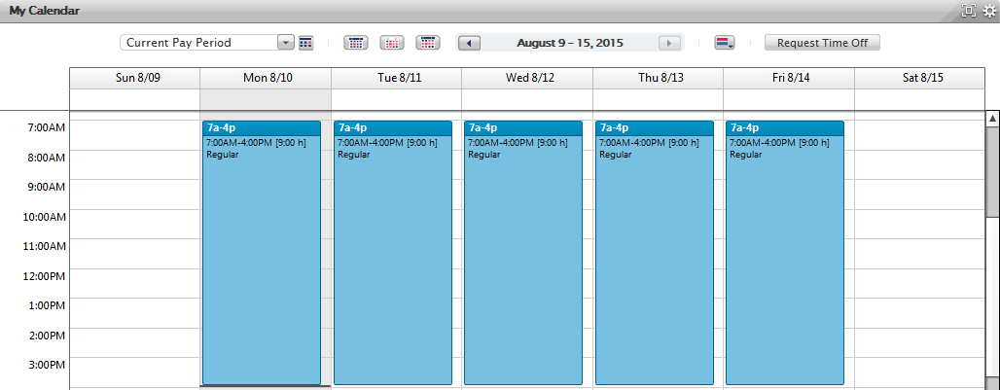 My Calendar
Current Pay Period
August 9 – 15, 2015
Request Time Off
Sun 8/09 Mon 8/10 Tue 8/11 Wed 8/12 Thu 8/13 Fri 8/14 Sat 8/15
7:00AM 7a-4p 7a-4p 7a-4p 7a-4p 7a-4p
7:00AM-4:00PM [9:00 h] 7:00AM-4:00PM [9:00 h] 7:00AM-4:00PM [9:00 h] 7:00AM-4:00PM [9:00 h] 7:00AM-4:00PM [9:00 h]
8:00AM Regular Regular Regular Regular Regular
9:00AM
10:00AM
11:00AM
12:00PM
1:00PM
2:00PM
3:00PM